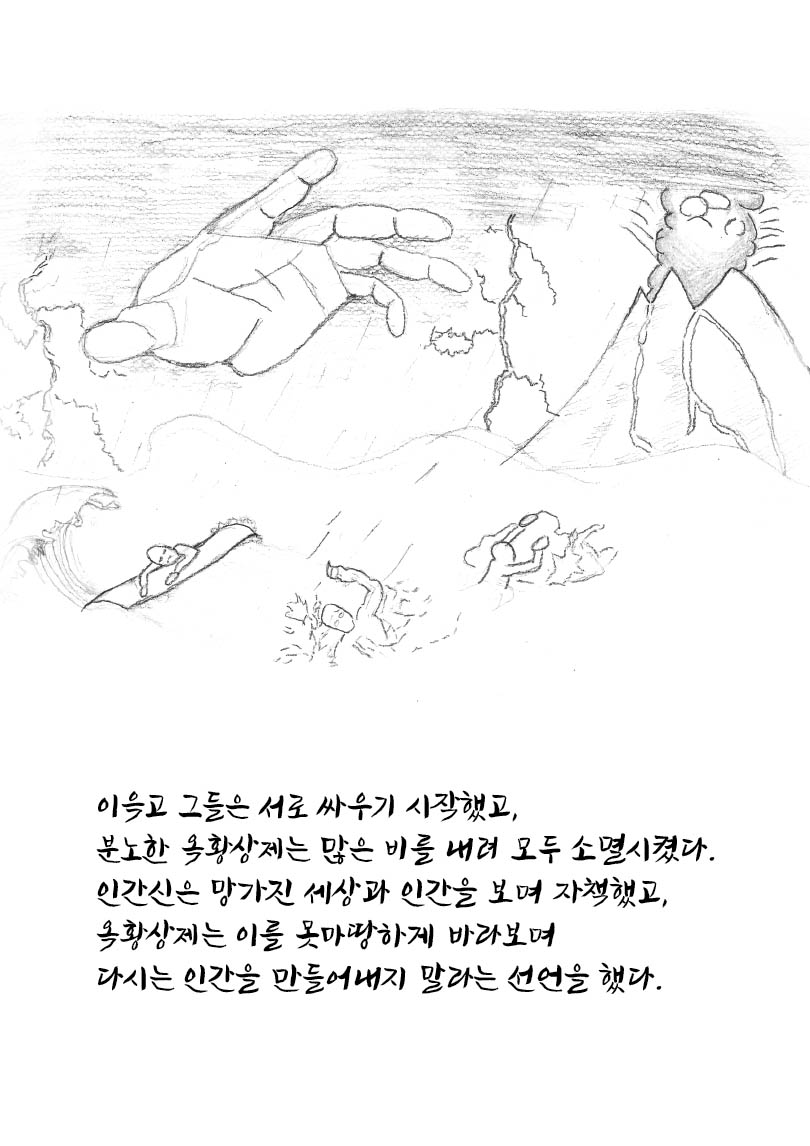 이윽고 그들은 서로 싸우기 시작했고,
분노한 옥황상제는 많은 비를 내려 모두 소멸시켰다.
인간신은 망가진 세상과 인간을 보며 자책했고,
옥황상제는 이를 못마땅하게 바라보며
다시는 인간을 만들어내지 말라는 선언을 했다.